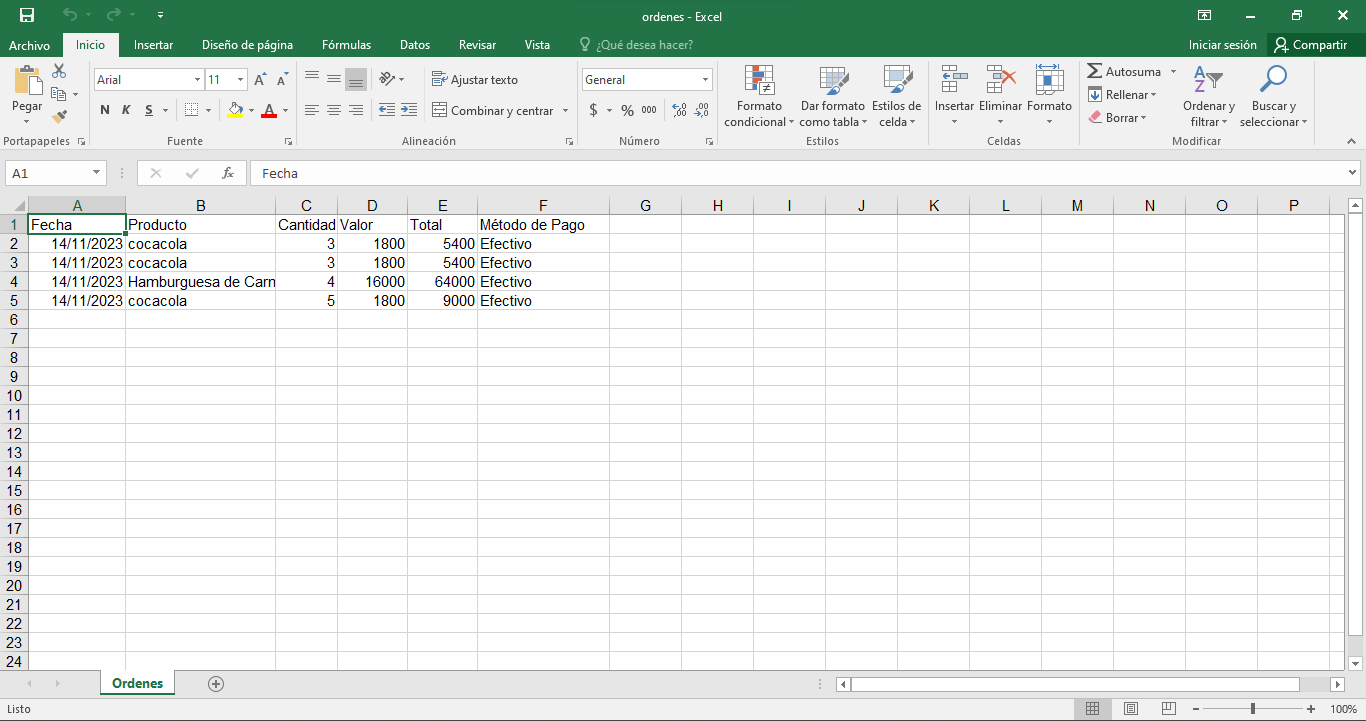 ordenes - Excel
Archivo Inicio Insertar Diseño de página Fórmulas Datos Revisar Vista ¿Qué desea hacer? Iniciar sesión Compartir
Pegar
Portapapeles
Arial 11
N K S
Fuente
Ajustar texto
Combinar y centrar
Alineación
General
$ % 000
Número
Formato condicional
Dar formato como tabla
Estilos de celda
Estilos
Insertar Eliminar Formato
Celdas
Autosuma
Rellenar
Borrar
Ordenar y filtrar
Buscar y seleccionar
Modificar
A1 fx Fecha
A B C D E F G H I J K L M N O P
1 Fecha Producto Cantidad Valor Total Método de Pago
2 14/11/2023 cocacola 3 1800 5400 Efectivo
3 14/11/2023 cocacola 3 1800 5400 Efectivo
4 14/11/2023 Hamburguesa de Carn 4 16000 64000 Efectivo
5 14/11/2023 cocacola 5 1800 9000 Efectivo
6
7
8
9
10
11
12
13
14
15
16
17
18
19
20
21
22
23
24
Ordenes
Listo 100%